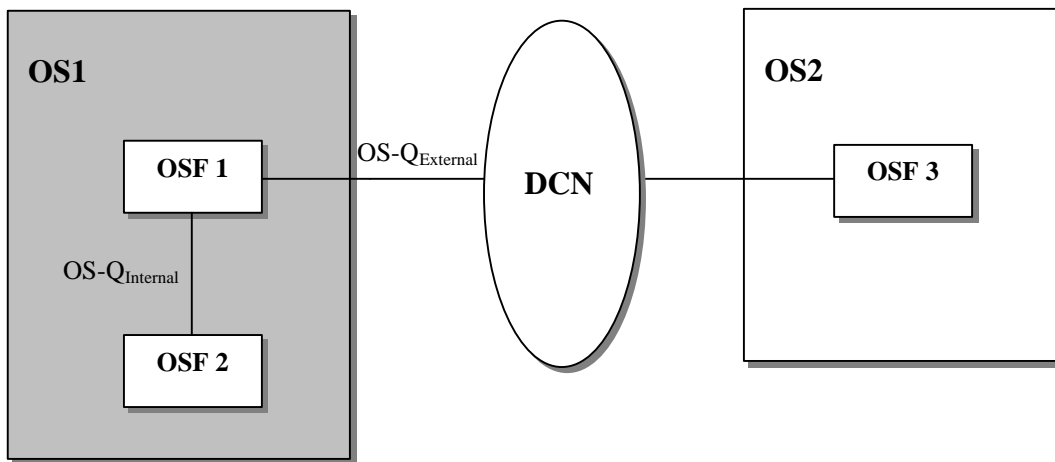 OS1
OS2
OSF 1
OS-QExternal
DCN
OSF 3
OS-QInternal
OSF 2